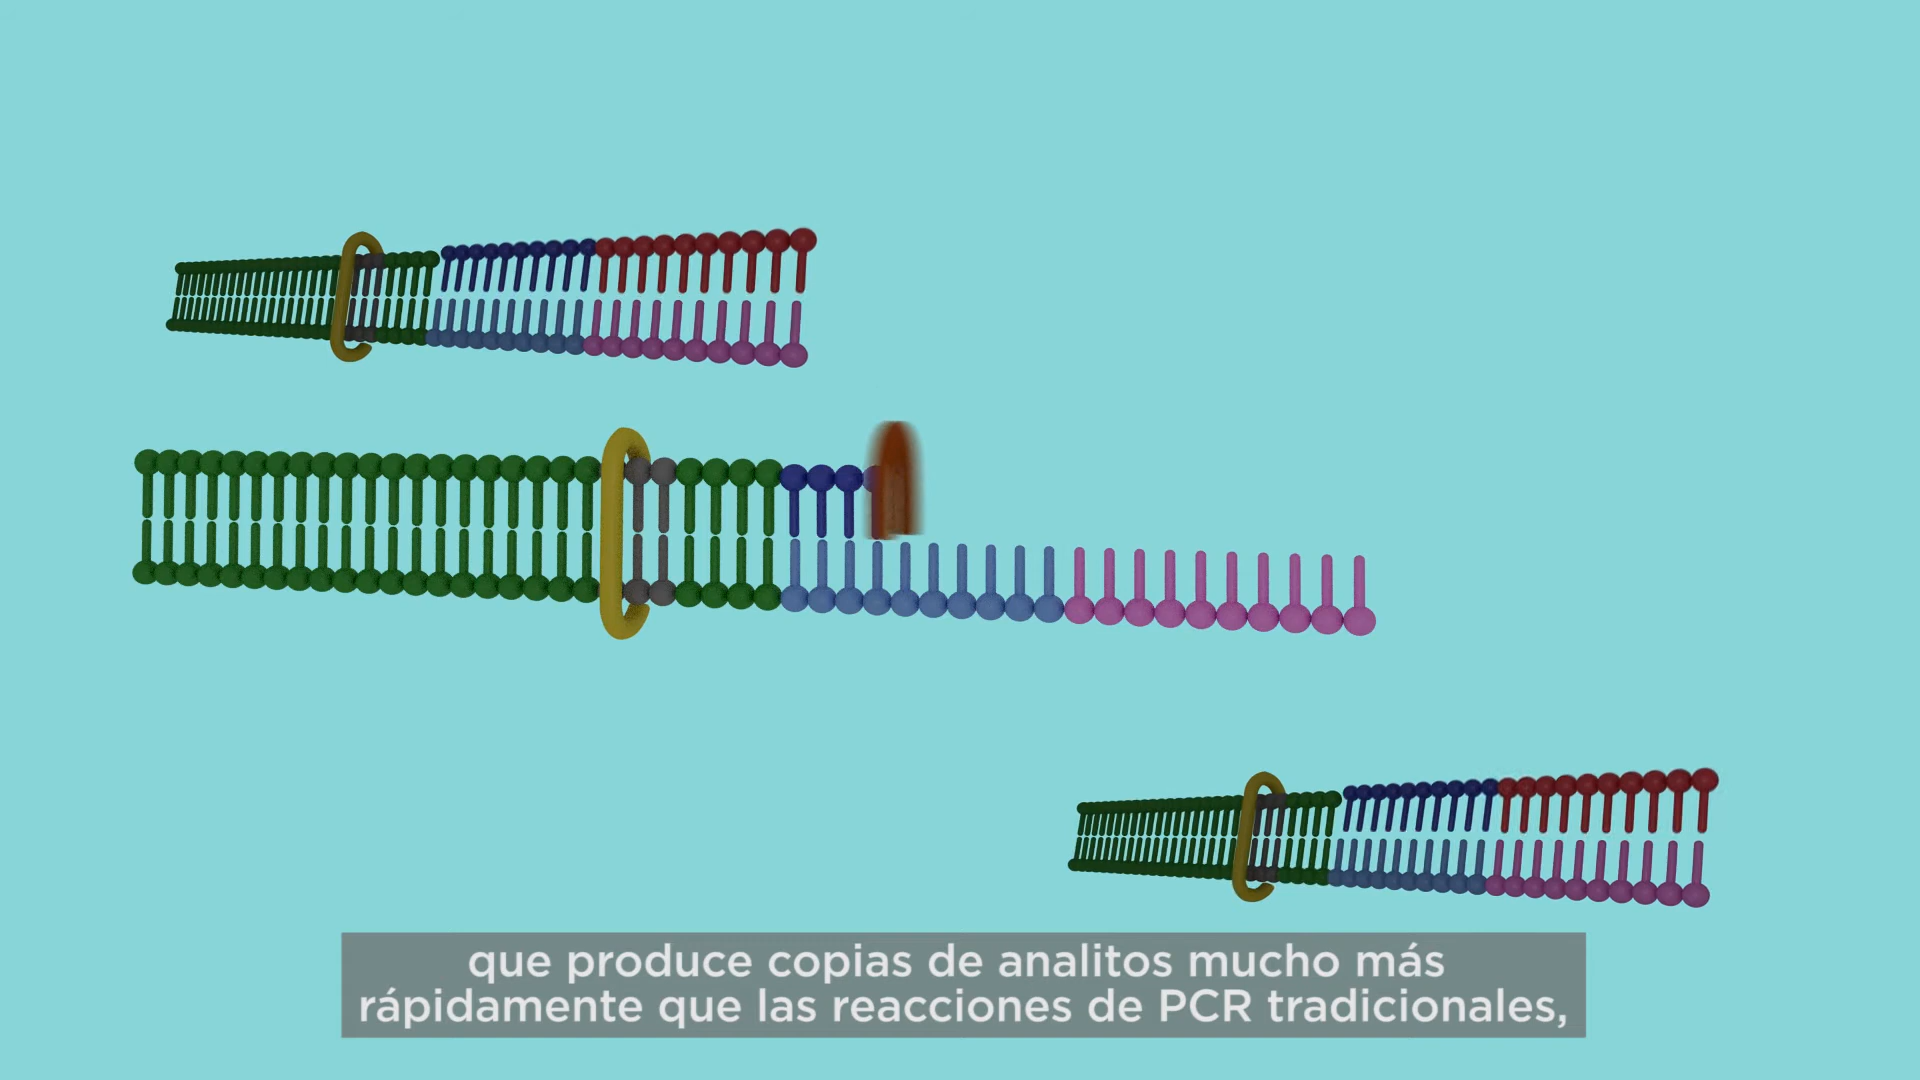 que produce copias de analitos mucho más
rápidamente que las reacciones de PCR tradicionales,